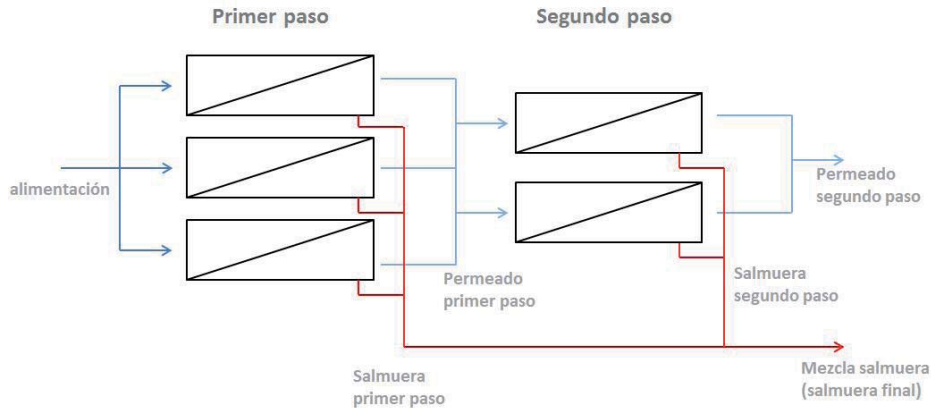 Primer paso
Segundo paso
alimentación
Permeado
segundo paso
Permeado
primer paso
Salmuera
segundo paso
Salmuera
primer paso
Mezcla salmuera
(salmuera final)